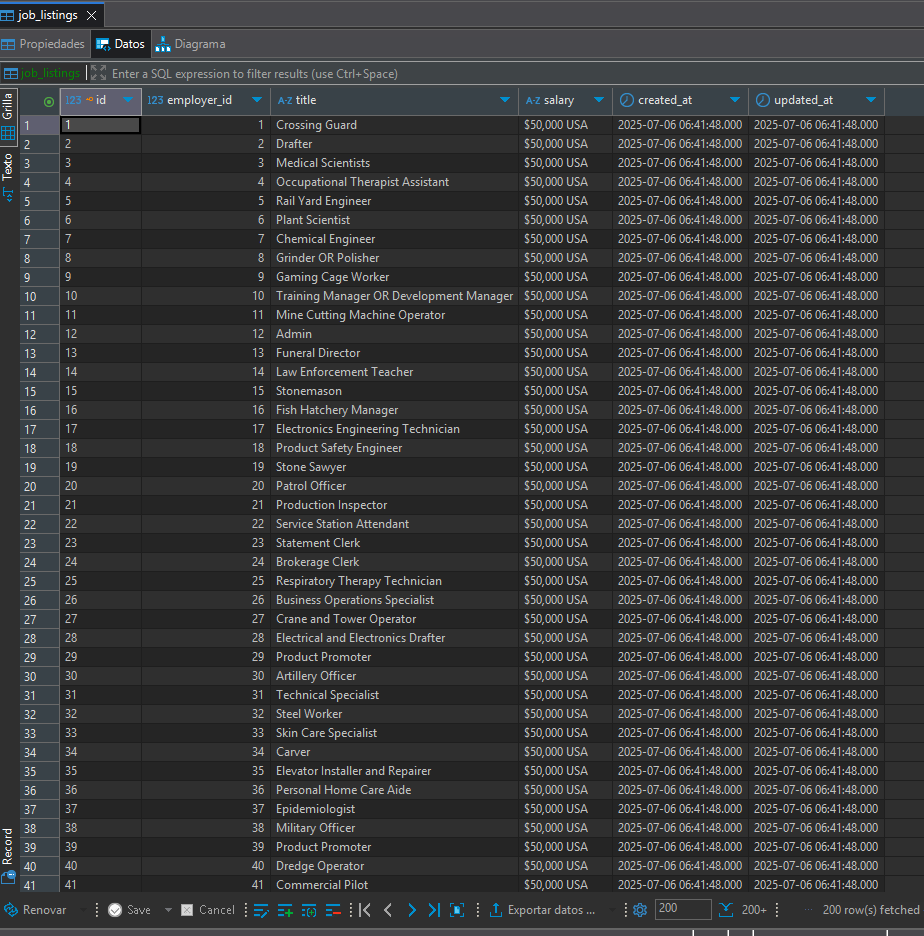 job_listings
Propiedades Datos Diagrama
job_listings Enter a SQL expression to filter results (use Ctrl+Space)
Grilla
Texto
Record
123 id 123 employer_id A-Z title A-Z salary created_at updated_at
1 1 1 Crossing Guard $50,000 USA 2025-07-06 06:41:48.000 2025-07-06 06:41:48.000
2 2 2 Drafter $50,000 USA 2025-07-06 06:41:48.000 2025-07-06 06:41:48.000
3 3 3 Medical Scientists $50,000 USA 2025-07-06 06:41:48.000 2025-07-06 06:41:48.000
4 4 4 Occupational Therapist Assistant $50,000 USA 2025-07-06 06:41:48.000 2025-07-06 06:41:48.000
5 5 5 Rail Yard Engineer $50,000 USA 2025-07-06 06:41:48.000 2025-07-06 06:41:48.000
6 6 6 Plant Scientist $50,000 USA 2025-07-06 06:41:48.000 2025-07-06 06:41:48.000
7 7 7 Chemical Engineer $50,000 USA 2025-07-06 06:41:48.000 2025-07-06 06:41:48.000
8 8 8 Grinder OR Polisher $50,000 USA 2025-07-06 06:41:48.000 2025-07-06 06:41:48.000
9 9 9 Gaming Cage Worker $50,000 USA 2025-07-06 06:41:48.000 2025-07-06 06:41:48.000
10 10 10 Training Manager OR Development Manager $50,000 USA 2025-07-06 06:41:48.000 2025-07-06 06:41:48.000
11 11 11 Mine Cutting Machine Operator $50,000 USA 2025-07-06 06:41:48.000 2025-07-06 06:41:48.000
12 12 12 Admin $50,000 USA 2025-07-06 06:41:48.000 2025-07-06 06:41:48.000
13 13 13 Funeral Director $50,000 USA 2025-07-06 06:41:48.000 2025-07-06 06:41:48.000
14 14 14 Law Enforcement Teacher $50,000 USA 2025-07-06 06:41:48.000 2025-07-06 06:41:48.000
15 15 15 Stonemason $50,000 USA 2025-07-06 06:41:48.000 2025-07-06 06:41:48.000
16 16 16 Fish Hatchery Manager $50,000 USA 2025-07-06 06:41:48.000 2025-07-06 06:41:48.000
17 17 17 Electronics Engineering Technician $50,000 USA 2025-07-06 06:41:48.000 2025-07-06 06:41:48.000
18 18 18 Product Safety Engineer $50,000 USA 2025-07-06 06:41:48.000 2025-07-06 06:41:48.000
19 19 19 Stone Sawyer $50,000 USA 2025-07-06 06:41:48.000 2025-07-06 06:41:48.000
20 20 20 Patrol Officer $50,000 USA 2025-07-06 06:41:48.000 2025-07-06 06:41:48.000
21 21 21 Production Inspector $50,000 USA 2025-07-06 06:41:48.000 2025-07-06 06:41:48.000
22 22 22 Service Station Attendant $50,000 USA 2025-07-06 06:41:48.000 2025-07-06 06:41:48.000
23 23 23 Statement Clerk $50,000 USA 2025-07-06 06:41:48.000 2025-07-06 06:41:48.000
24 24 24 Brokerage Clerk $50,000 USA 2025-07-06 06:41:48.000 2025-07-06 06:41:48.000
25 25 25 Respiratory Therapy Technician $50,000 USA 2025-07-06 06:41:48.000 2025-07-06 06:41:48.000
26 26 26 Business Operations Specialist $50,000 USA 2025-07-06 06:41:48.000 2025-07-06 06:41:48.000
27 27 27 Crane and Tower Operator $50,000 USA 2025-07-06 06:41:48.000 2025-07-06 06:41:48.000
28 28 28 Electrical and Electronics Drafter $50,000 USA 2025-07-06 06:41:48.000 2025-07-06 06:41:48.000
29 29 29 Product Promoter $50,000 USA 2025-07-06 06:41:48.000 2025-07-06 06:41:48.000
30 30 30 Artillery Officer $50,000 USA 2025-07-06 06:41:48.000 2025-07-06 06:41:48.000
31 31 31 Technical Specialist $50,000 USA 2025-07-06 06:41:48.000 2025-07-06 06:41:48.000
32 32 32 Steel Worker $50,000 USA 2025-07-06 06:41:48.000 2025-07-06 06:41:48.000
33 33 33 Skin Care Specialist $50,000 USA 2025-07-06 06:41:48.000 2025-07-06 06:41:48.000
34 34 34 Carver $50,000 USA 2025-07-06 06:41:48.000 2025-07-06 06:41:48.000
35 35 35 Elevator Installer and Repairer $50,000 USA 2025-07-06 06:41:48.000 2025-07-06 06:41:48.000
36 36 36 Personal Home Care Aide $50,000 USA 2025-07-06 06:41:48.000 2025-07-06 06:41:48.000
37 37 37 Epidemiologist $50,000 USA 2025-07-06 06:41:48.000 2025-07-06 06:41:48.000
38 38 38 Military Officer $50,000 USA 2025-07-06 06:41:48.000 2025-07-06 06:41:48.000
39 39 39 Product Promoter $50,000 USA 2025-07-06 06:41:48.000 2025-07-06 06:41:48.000
40 40 40 Dredge Operator $50,000 USA 2025-07-06 06:41:48.000 2025-07-06 06:41:48.000
41 41 41 Commercial Pilot $50,000 USA 2025-07-06 06:41:48.000 2025-07-06 06:41:48.000
Renovar Save Cancel Exportar datos ... 200 200+ 200 row(s) fetched